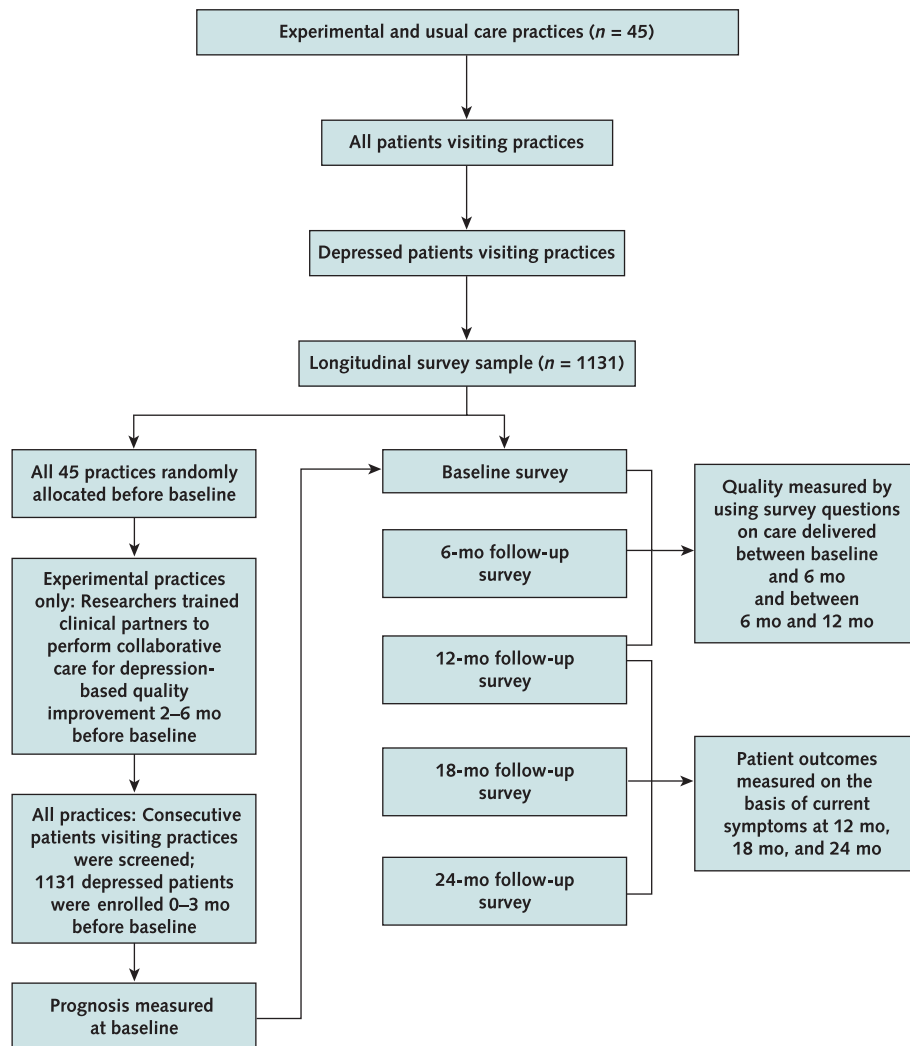 Experimental and usual care practices (n = 45)
All patients visiting practices
Depressed patients visiting practices
Longitudinal survey sample (n = 1131)
All 45 practices randomly
allocated before baseline
Experimental practices
only: Researchers trained
clinical partners to
perform collaborative
care for depression-
based quality
improvement 2–6 mo
before baseline
All practices: Consecutive
patients visiting practices
were screened;
1131 depressed patients
were enrolled 0–3 mo
before baseline
Prognosis measured
at baseline
Baseline survey
6-mo follow-up
survey
12-mo follow-up
survey
18-mo follow-up
survey
24-mo follow-up
survey
Quality measured by
using survey questions
on care delivered
between baseline
and 6 mo
and between
6 mo and 12 mo
Patient outcomes
measured on the
basis of current
symptoms at 12 mo,
18 mo, and 24 mo